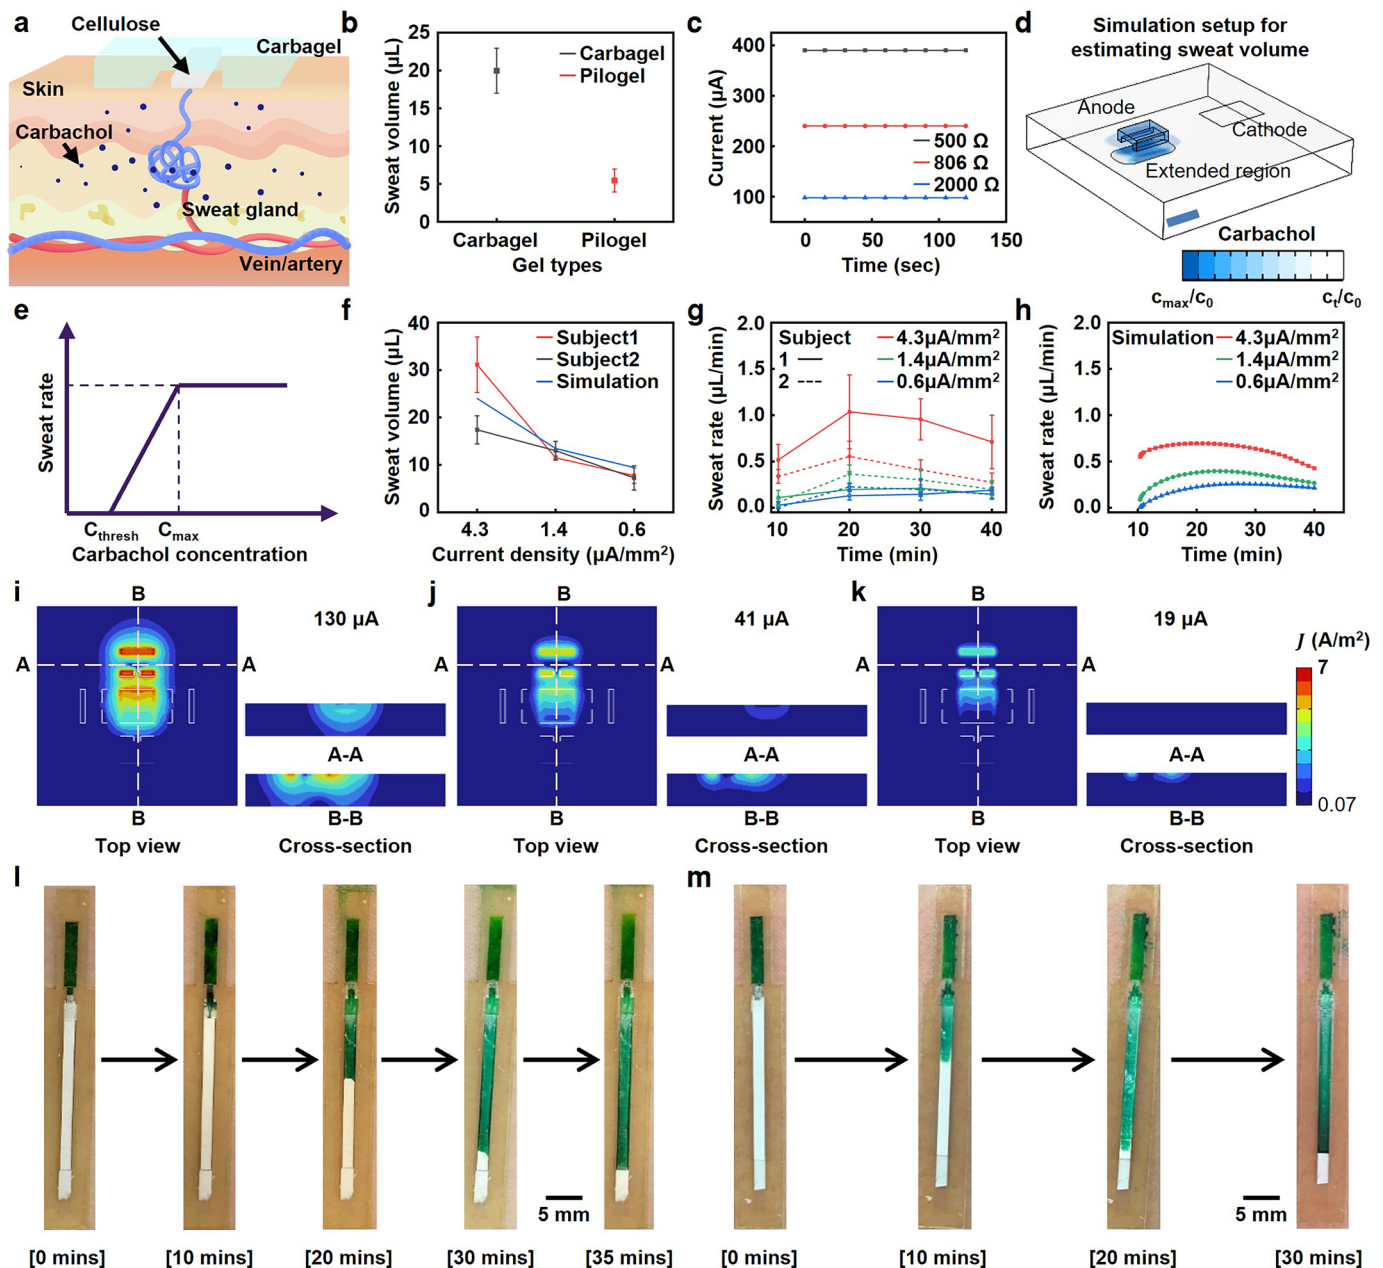 a
Cellulose
Carbagel
Skin
Carbachol
Sweat gland
Vein/artery
b
Sweat volume (µL)
25
20
15
10
5
0
Carbagel
Pilogel
Carbagel
Pilogel
Gel types
c
Current (µA)
400
300
200
100
500 Ω
806 Ω
2000 Ω
0
50
100
150
Time (sec)
d
Simulation setup for
estimating sweat volume
Anode
Cathode
Extended region
Carbachol
cmax/c0
ct/c0
e
Sweat rate
Cthresh
Cmax
Carbachol concentration
f
Sweat volume (µL)
40
30
20
10
0
Subject1
Subject2
Simulation
4.3
1.4
0.6
Current density (µA/mm²)
g
Sweat rate (µL/min)
2.0
1.5
1.0
0.5
0.0
Subject
1
2
4.3µA/mm²
1.4µA/mm²
0.6µA/mm²
10
20
30
40
Time (min)
h
Sweat rate (µL/min)
2.0
1.5
1.0
0.5
0.0
Simulation
4.3µA/mm²
1.4µA/mm²
0.6µA/mm²
10
20
30
40
Time (min)
i
B
A
A
130 µA
A-A
B
B-B
Top view
Cross-section
j
B
A
41 µA
A-A
B
B-B
Top view
Cross-section
k
B
A
A
19 µA
A-A
B
B-B
Top view
Cross-section
J (A/m²)
7
0.07
l
5 mm
[0 mins]
[10 mins]
[20 mins]
[30 mins]
[35 mins]
m
5 mm
[0 mins]
[10 mins]
[20 mins]
[30 mins]